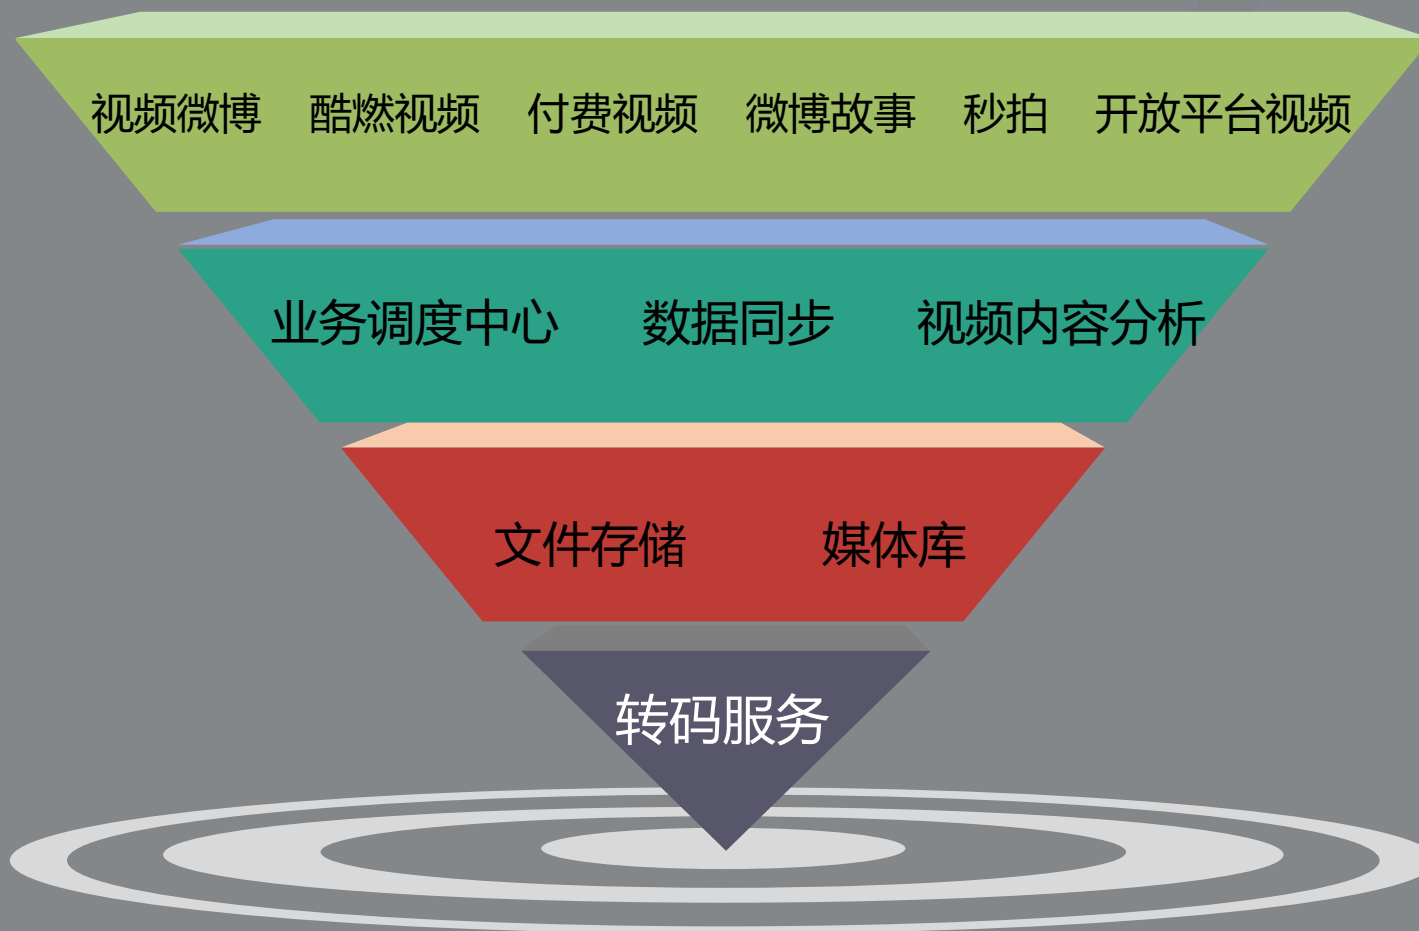 视频微博 酷燃视频 付费视频 微博故事 秒拍 开放平台视频
业务调度中心 数据同步 视频内容分析
文件存储 媒体库
转码服务